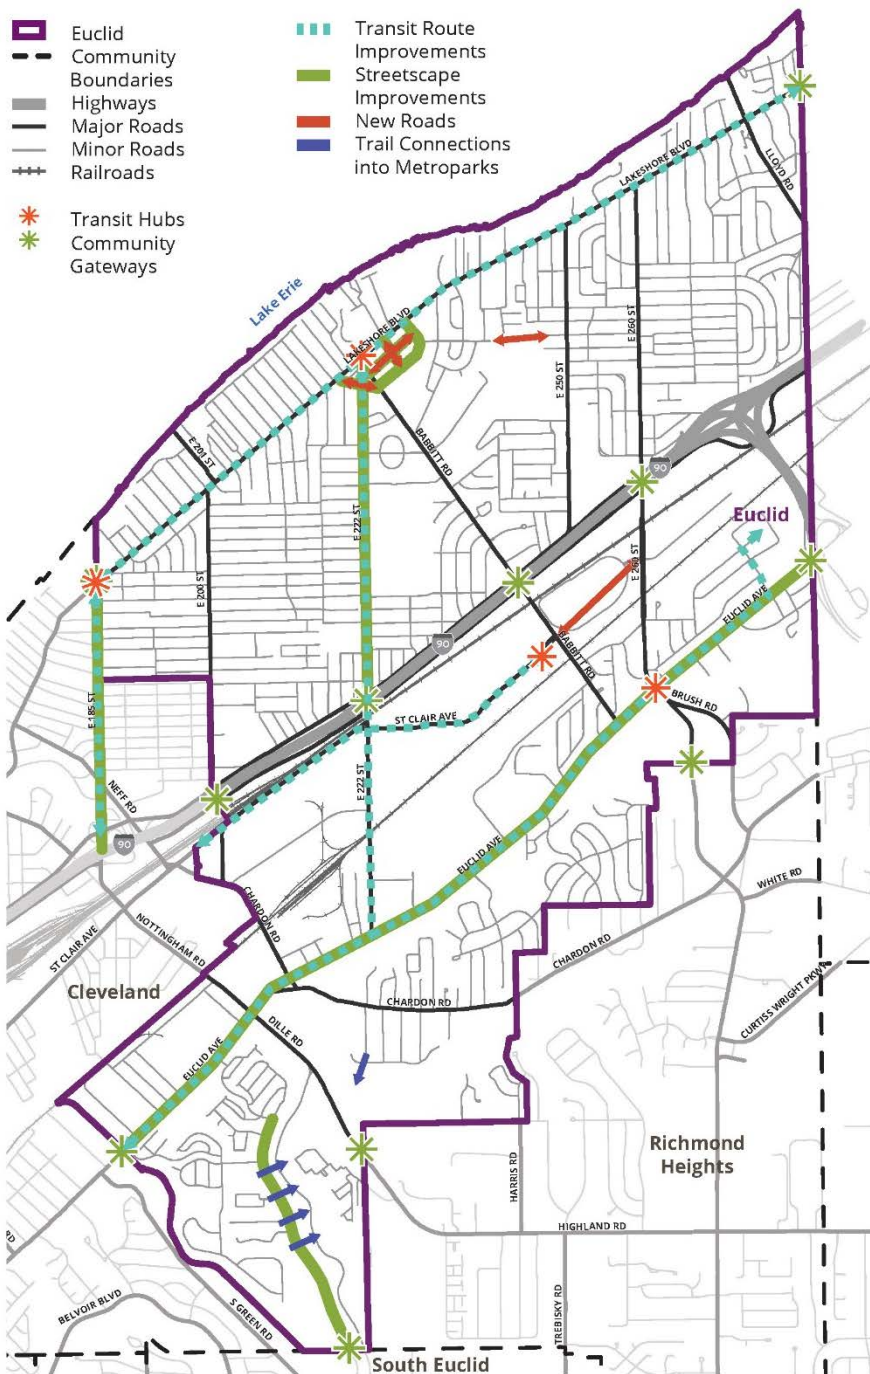 Euclid
Community
Boundaries
Highways
Major Roads
Minor Roads
Railroads
Transit Hubs
Community
Gateways
Transit Route
Improvements
Streetscape
Improvements
New Roads
Trail Connections
into Metroparks
LLOYD RD
LAKESHORE BLVD
Lake Erie
LAKESHORE BLVD
E 260 ST
E 250 ST
E 201 ST
BABBITT RD
90
E 222 ST
Euclid
E 260 ST
E 200 ST
EUCLID AVE
90
BABBITT RD
E 185 ST
BRUSH RD
ST CLAIR AVE
E 222 ST
NEFF RD
90
EUCLID AVE
WHITE RD
CHARDON RD
NOTTINGHAM RD
ST CLAIR AVE
CHARDON RD
Cleveland
CHARDON RD
CURTISS WRIGHT PKWY
DILLE RD
EUCLID AVE
Richmond
Heights
HARRIS RD
RD
HIGHLAND RD
BELVOIR BLVD
S GREEN RD
TREBISKY RD
South Euclid